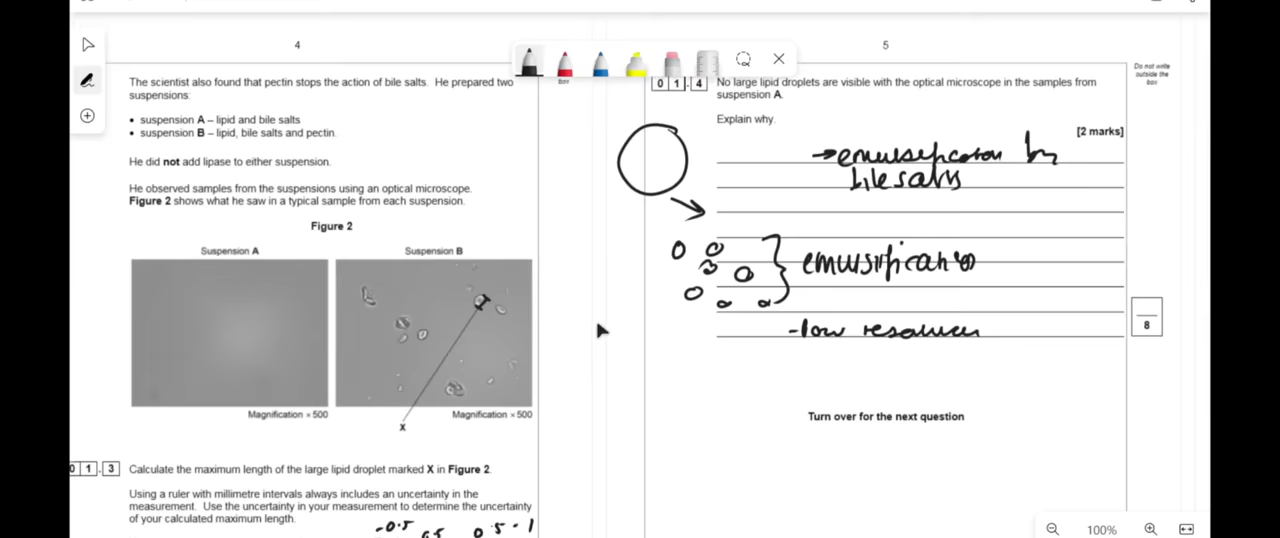 4
The scientist also found that pectin stops the action of bile salts. He prepared two
suspensions:
• suspension A – lipid and bile salts
• suspension B – lipid, bile salts and pectin.
He did not add lipase to either suspension.
He observed samples from the suspensions using an optical microscope.
Figure 2 shows what he saw in a typical sample from each suspension.
Figure 2
Suspension A
Suspension B
Magnification × 500
Magnification × 500
X
0 1 . 3 Calculate the maximum length of the large lipid droplet marked X in Figure 2.
Using a ruler with millimetre intervals always includes an uncertainty in the
measurement. Use the uncertainty in your measurement to determine the uncertainty
of your calculated maximum length.
-0.5
0.5 - 1
box
5
Do not write
outside the
box
0 1 . 4 No large lipid droplets are visible with the optical microscope in the samples from
suspension A.
Explain why.
[2 marks]
→emulsification by
bile salts
emulsification
-low resolution
8
Turn over for the next question
100%